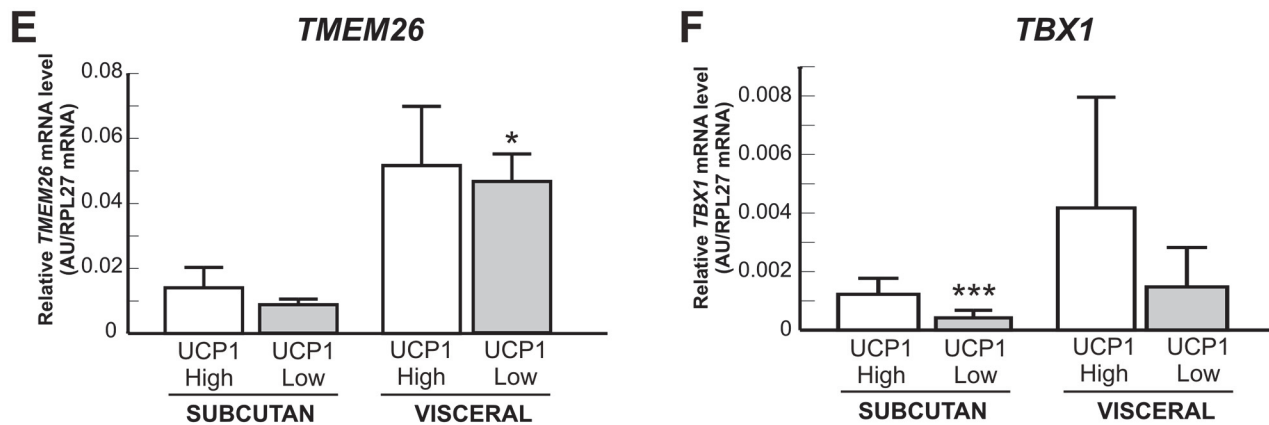 E
TMEM26
Relative TMEM26 mRNA level
(AU/RPL27 mRNA)
0.08
0.06
0.04
0.02
0
*
UCP1
High
UCP1
Low
UCP1
High
UCP1
Low
SUBCUTAN
VISCERAL
F
TBX1
Relative TBX1 mRNA level
(AU/RPL27 mRNA)
0.008
0.006
0.004
0.002
0
***
UCP1
High
UCP1
Low
UCP1
High
UCP1
Low
SUBCUTAN
VISCERAL